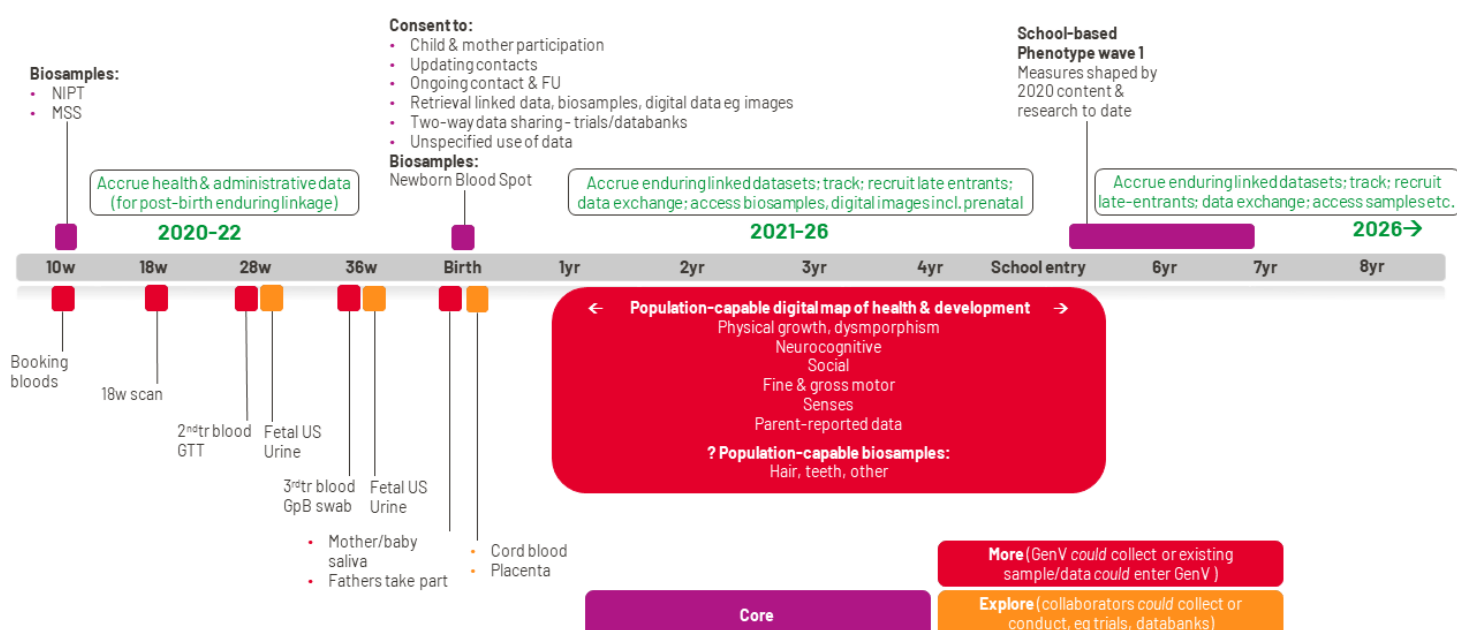 Consent to:
• Child & mother participation
• Updating contacts
• Ongoing contact & FU
• Retrieval linked data, biosamples, digital data eg images
• Two-way data sharing - trials/databanks
• Unspecified use of data
Biosamples:
Newborn Blood Spot
Biosamples:
• NIPT
• MSS
School-based
Phenotype wave 1
Measures shaped by
2020 content &
research to date
Accrue health & administrative data
(for post-birth enduring linkage)
2020-22
Accrue enduring linked datasets; track; recruit late entrants;
data exchange; access biosamples, digital images incl. prenatal
2021-26
Accrue enduring linked datasets; track; recruit
late-entrants; data exchange; access samples etc.
2026→
10w 18w 28w 36w Birth 1yr 2yr 3yr 4yr School entry 6yr 7yr 8yr
Booking
bloods
18w scan
2ndtr blood
GTT
Fetal US
Urine
3rdtr blood
GpB swab
Fetal US
Urine
• Mother/baby
saliva
• Fathers take part
• Cord blood
• Placenta
← Population-capable digital map of health & development →
Physical growth, dysmporphism
Neurocognitive
Social
Fine & gross motor
Senses
Parent-reported data
? Population-capable biosamples:
Hair, teeth, other
Core
More (GenV could collect or existing
sample/data could enter GenV )
Explore (collaborators could collect or
conduct, eg trials, databanks)